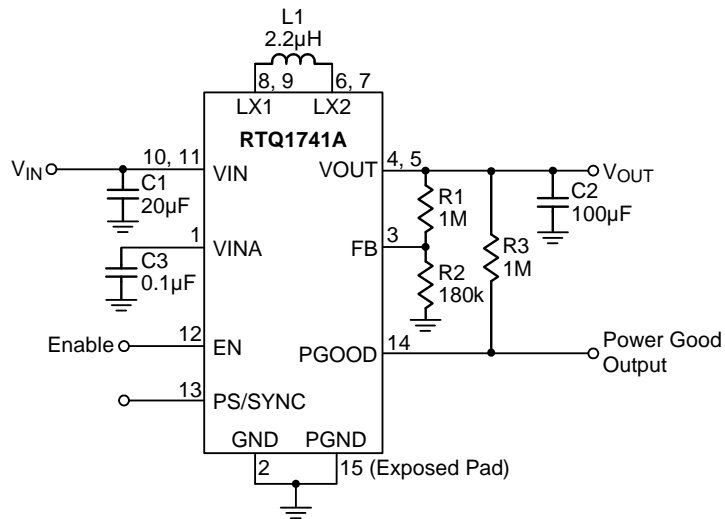 L1
2.2µH
8, 9
6, 7
LX1
LX2
RTQ1741A
VIN
10, 11
VIN
C1
20µF
4, 5
VOUT
VOUT
C2
100µF
R1
1M
1
VINA
C3
0.1µF
3
FB
R2
180k
R3
1M
Enable
12
EN
14
PGOOD
Power Good
Output
13
PS/SYNC
GND
PGND
2
15 (Exposed Pad)